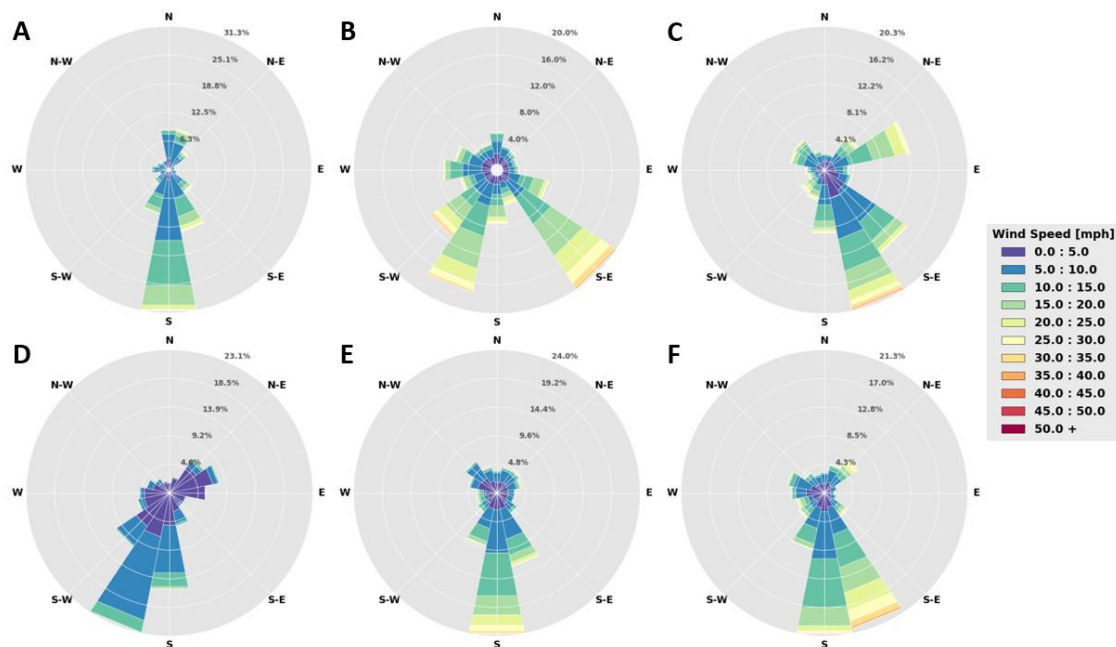 A
N
31.3%
25.1%
18.8%
12.5%
6.3%
N-W
N-E
W
E
S-W
S-E
S
B
N
20.0%
16.0%
12.0%
8.0%
4.0%
N-W
N-E
W
E
S-W
S-E
S
C
N
20.3%
16.2%
12.2%
8.1%
4.1%
N-W
N-E
W
E
S-W
S-E
S
Wind Speed [mph]
0.0 : 5.0
5.0 : 10.0
10.0 : 15.0
15.0 : 20.0
20.0 : 25.0
25.0 : 30.0
30.0 : 35.0
35.0 : 40.0
40.0 : 45.0
45.0 : 50.0
50.0 +
D
N
23.1%
18.5%
13.9%
9.2%
4.6%
N-W
N-E
W
E
S-W
S-E
S
E
N
24.0%
19.2%
14.4%
9.6%
4.8%
N-W
N-E
W
E
S-W
S-E
S
F
N
21.3%
17.0%
12.8%
8.5%
4.3%
N-W
N-E
W
E
S-W
S-E
S